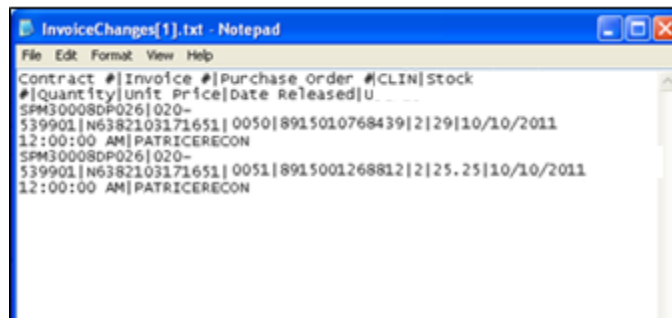 InvoiceChanges[1].txt - Notepad
File Edit Format View Help
Contract #|Invoice #|Purchase Order #|CLIN|Stock
#|Quantity|Unit Price|Date Released|U
SPM30008DP026|020-
539901|N6382103171651| 0050|8915010768439|2|29|10/10/2011
12:00:00 AM|PATRICERECON
SPM30008DP026|020-
539901|N6382103171651| 0051|8915001268812|2|25.25|10/10/2011
12:00:00 AM|PATRICERECON